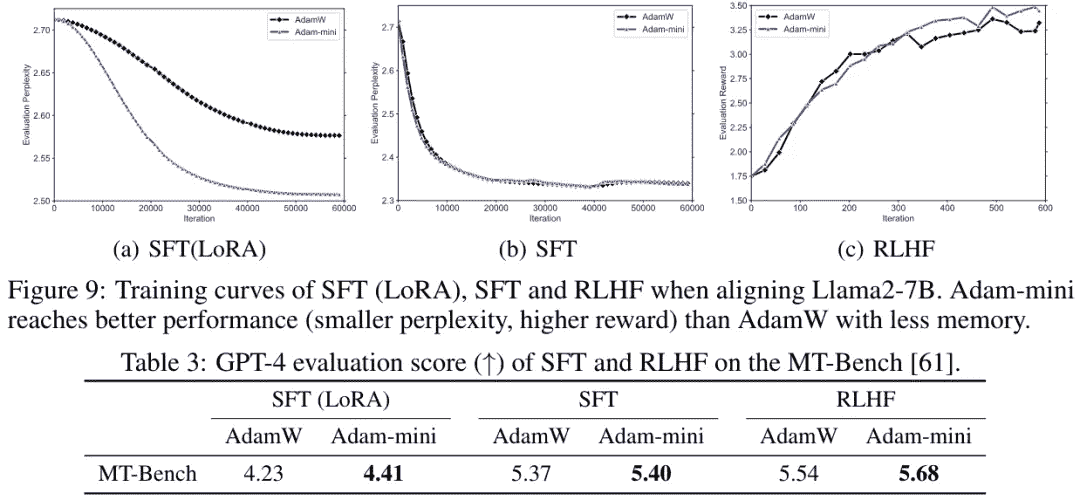 AdamW
Adam-mini
Evaluation Perplexity
2.70
2.65
2.60
2.55
2.50
0 10000 20000 30000 40000 50000 60000
Iteration
(a) SFT(LoRA)
AdamW
Adam-mini
Evaluation Perplexity
2.7
2.6
2.5
2.4
2.3
0 10000 20000 30000 40000 50000 60000
Iteration
(b) SFT
AdamW
Adam-mini
Evaluation Reward
3.50
3.25
3.00
2.75
2.50
2.25
2.00
1.75
1.50
0 100 200 300 400 500 600
Iteration
(c) RLHF
Figure 9: Training curves of SFT (LoRA), SFT and RLHF when aligning Llama2-7B. Adam-mini
reaches better performance (smaller perplexity, higher reward) than AdamW with less memory.
Table 3: GPT-4 evaluation score (↑) of SFT and RLHF on the MT-Bench [61].
SFT (LoRA) SFT RLHF
AdamW Adam-mini AdamW Adam-mini AdamW Adam-mini
MT-Bench 4.23 4.41 5.37 5.40 5.54 5.68